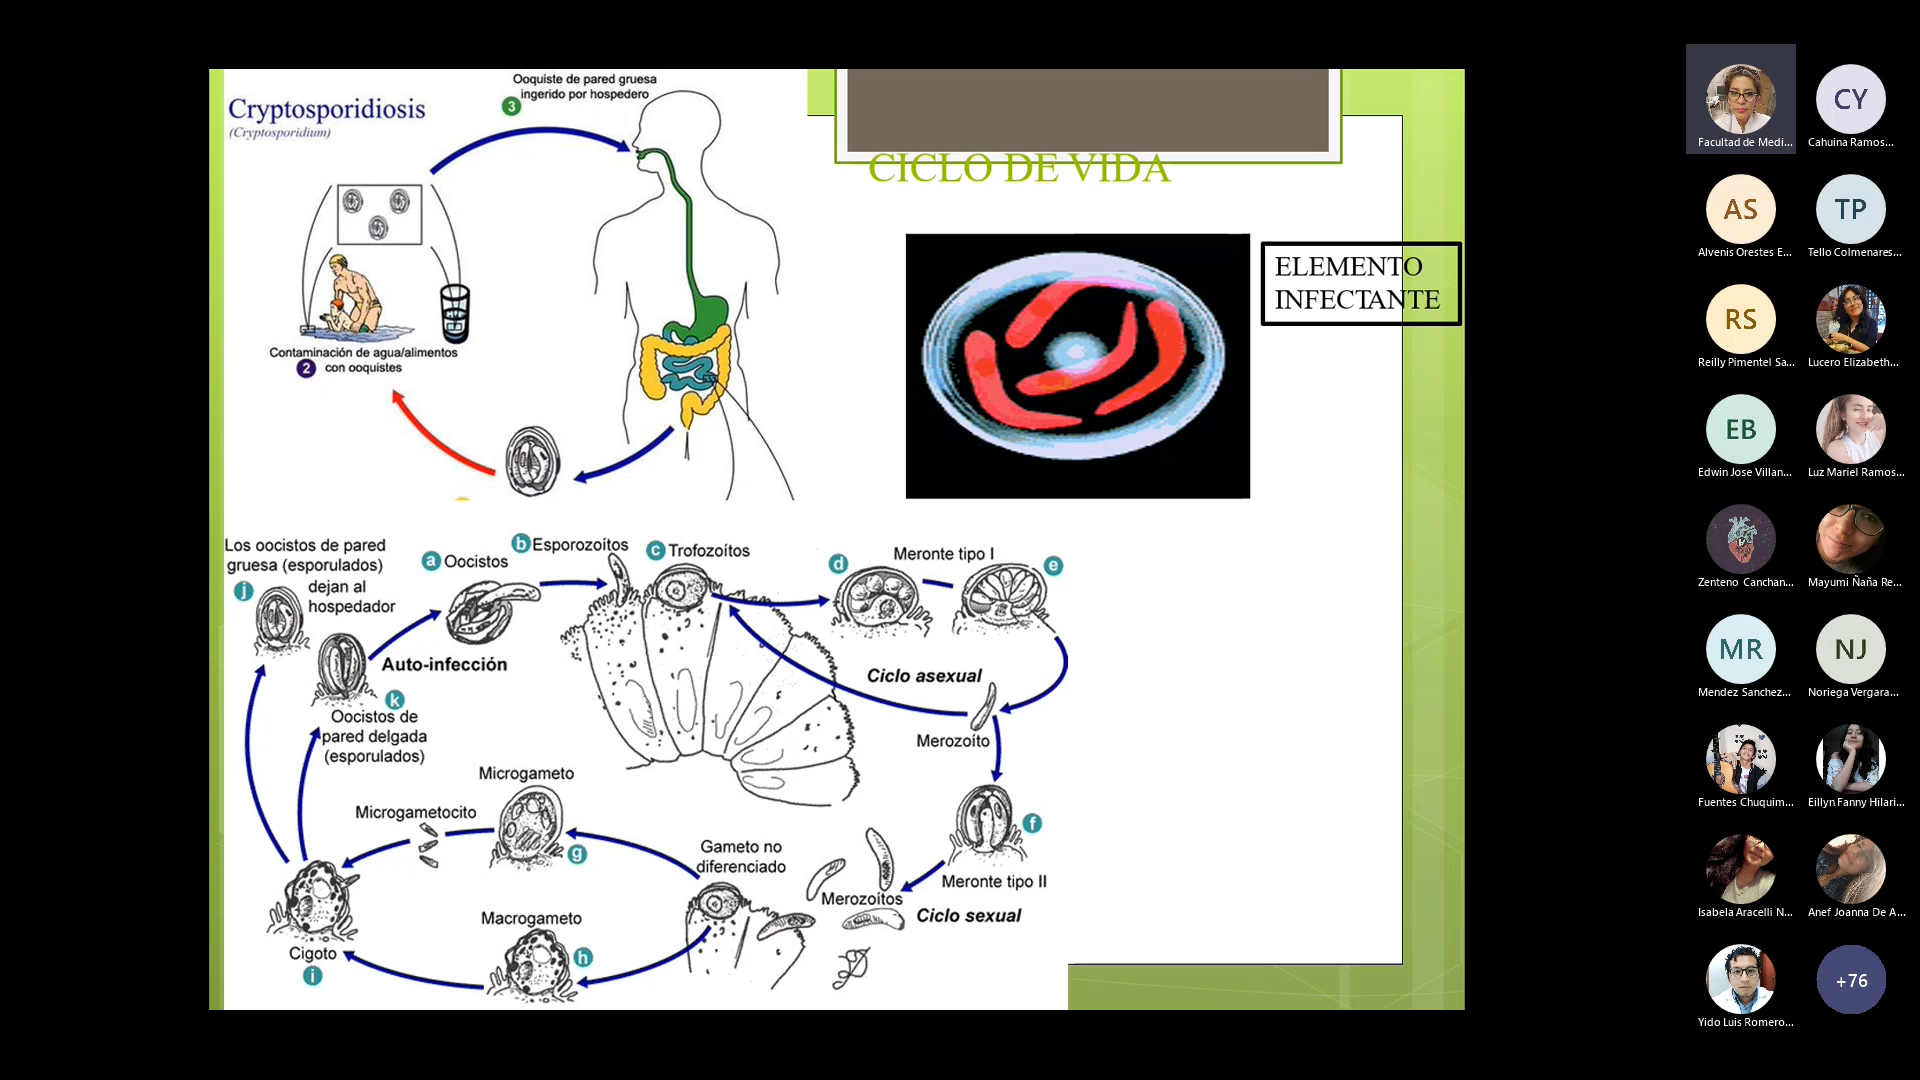 Cryptosporidiosis
(Cryptosporidium)
Ooquiste de pared gruesa
ingerido por hospedero
3
Contaminación de agua/alimentos
2 con ooquistes
CICLO DE VIDA
ELEMENTO
INFECTANTE
Los oocistos de pared
gruesa (esporulados)
dejan al
hospedador
j
a Oocistos
b Esporozoítos
c Trofozoítos
d
Meronte tipo I
e
Auto-infección
k
Oocistos de
pared delgada
(esporulados)
Ciclo asexual
Merozoíto
f
Meronte tipo II
Merozoítos
Ciclo sexual
Gameto no
diferenciado
Microgameto
g
Microgametocito
Macrogameto
h
Cigoto
i
Facultad de Medi...
CY
Cahuina Ramos...
AS
Alvenis Orestes E...
TP
Tello Colmenares...
RS
Reilly Pimentel Sa...
Lucero Elizabeth...
EB
Edwin Jose Villan...
Luz Mariel Ramos...
Zenteno Canchan...
Mayumi Ñaña Re...
MR
Mendez Sanchez...
NJ
Noriega Vergara...
Fuentes Chuquim...
Eillyn Fanny Hilari...
Isabela Aracelli N...
Anef Joanna De A...
Yido Luis Romero...
+76